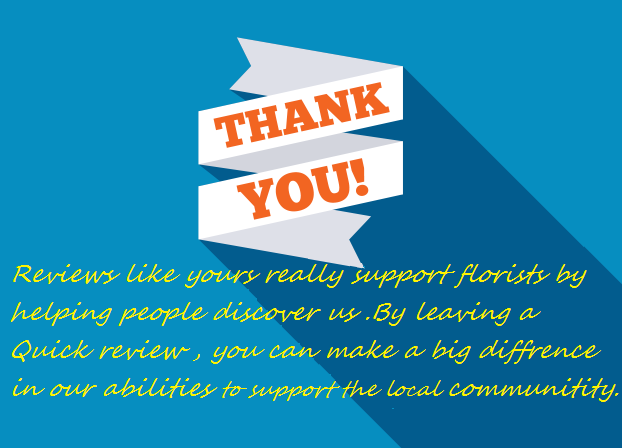 THANK
YOU!
Reviews like yours really support florists by
helping people discover us .By leaving a
Quick review , you can make a big diffrence
in our abilities to support the local communitity.